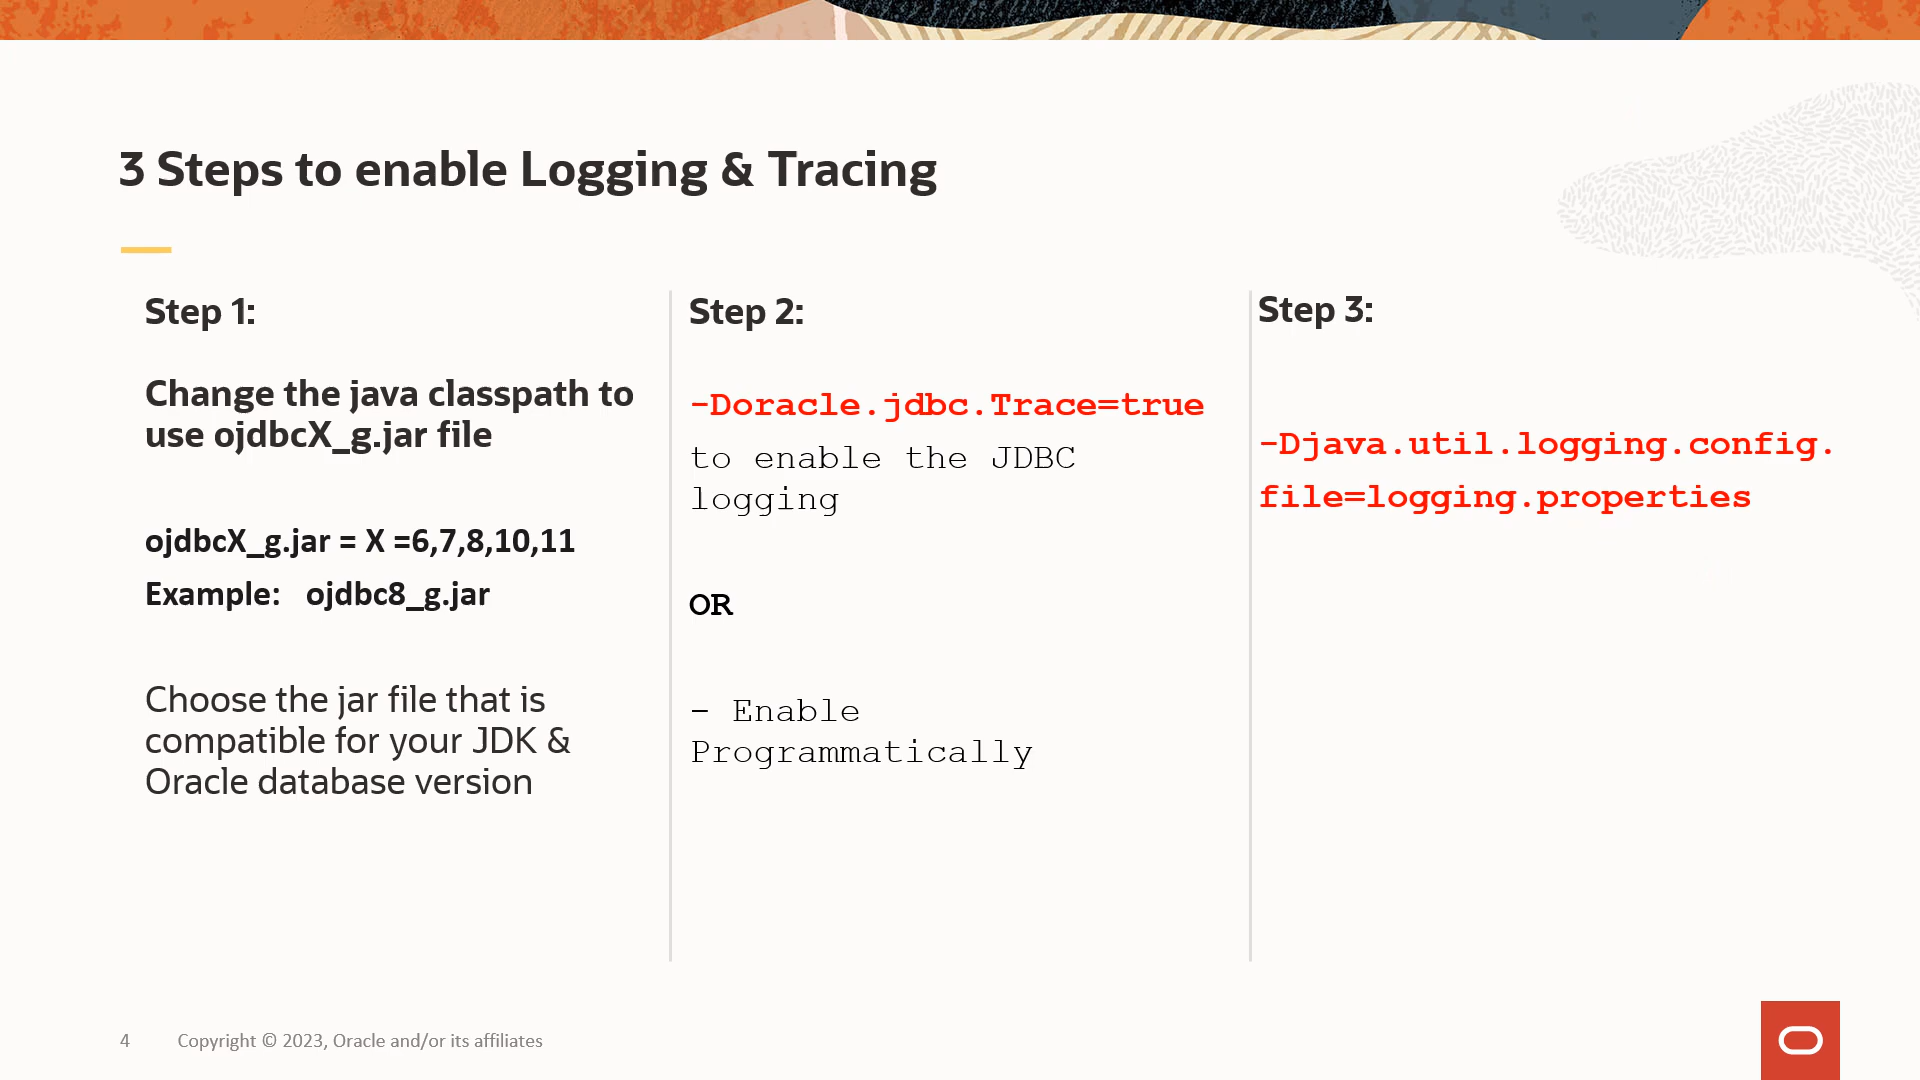 3 Steps to enable Logging & Tracing
Step 1:
Change the java classpath to
use ojdbcX_g.jar file
ojdbcX_g.jar = X =6,7,8,10,11
Example: ojdbc8_g.jar
Choose the jar file that is
compatible for your JDK &
Oracle database version
Step 2:
-Doracle.jdbc.Trace=true
to enable the JDBC
logging
OR
- Enable
Programmatically
Step 3:
-Djava.util.logging.config.
file=logging.properties
4 Copyright © 2023, Oracle and/or its affiliates